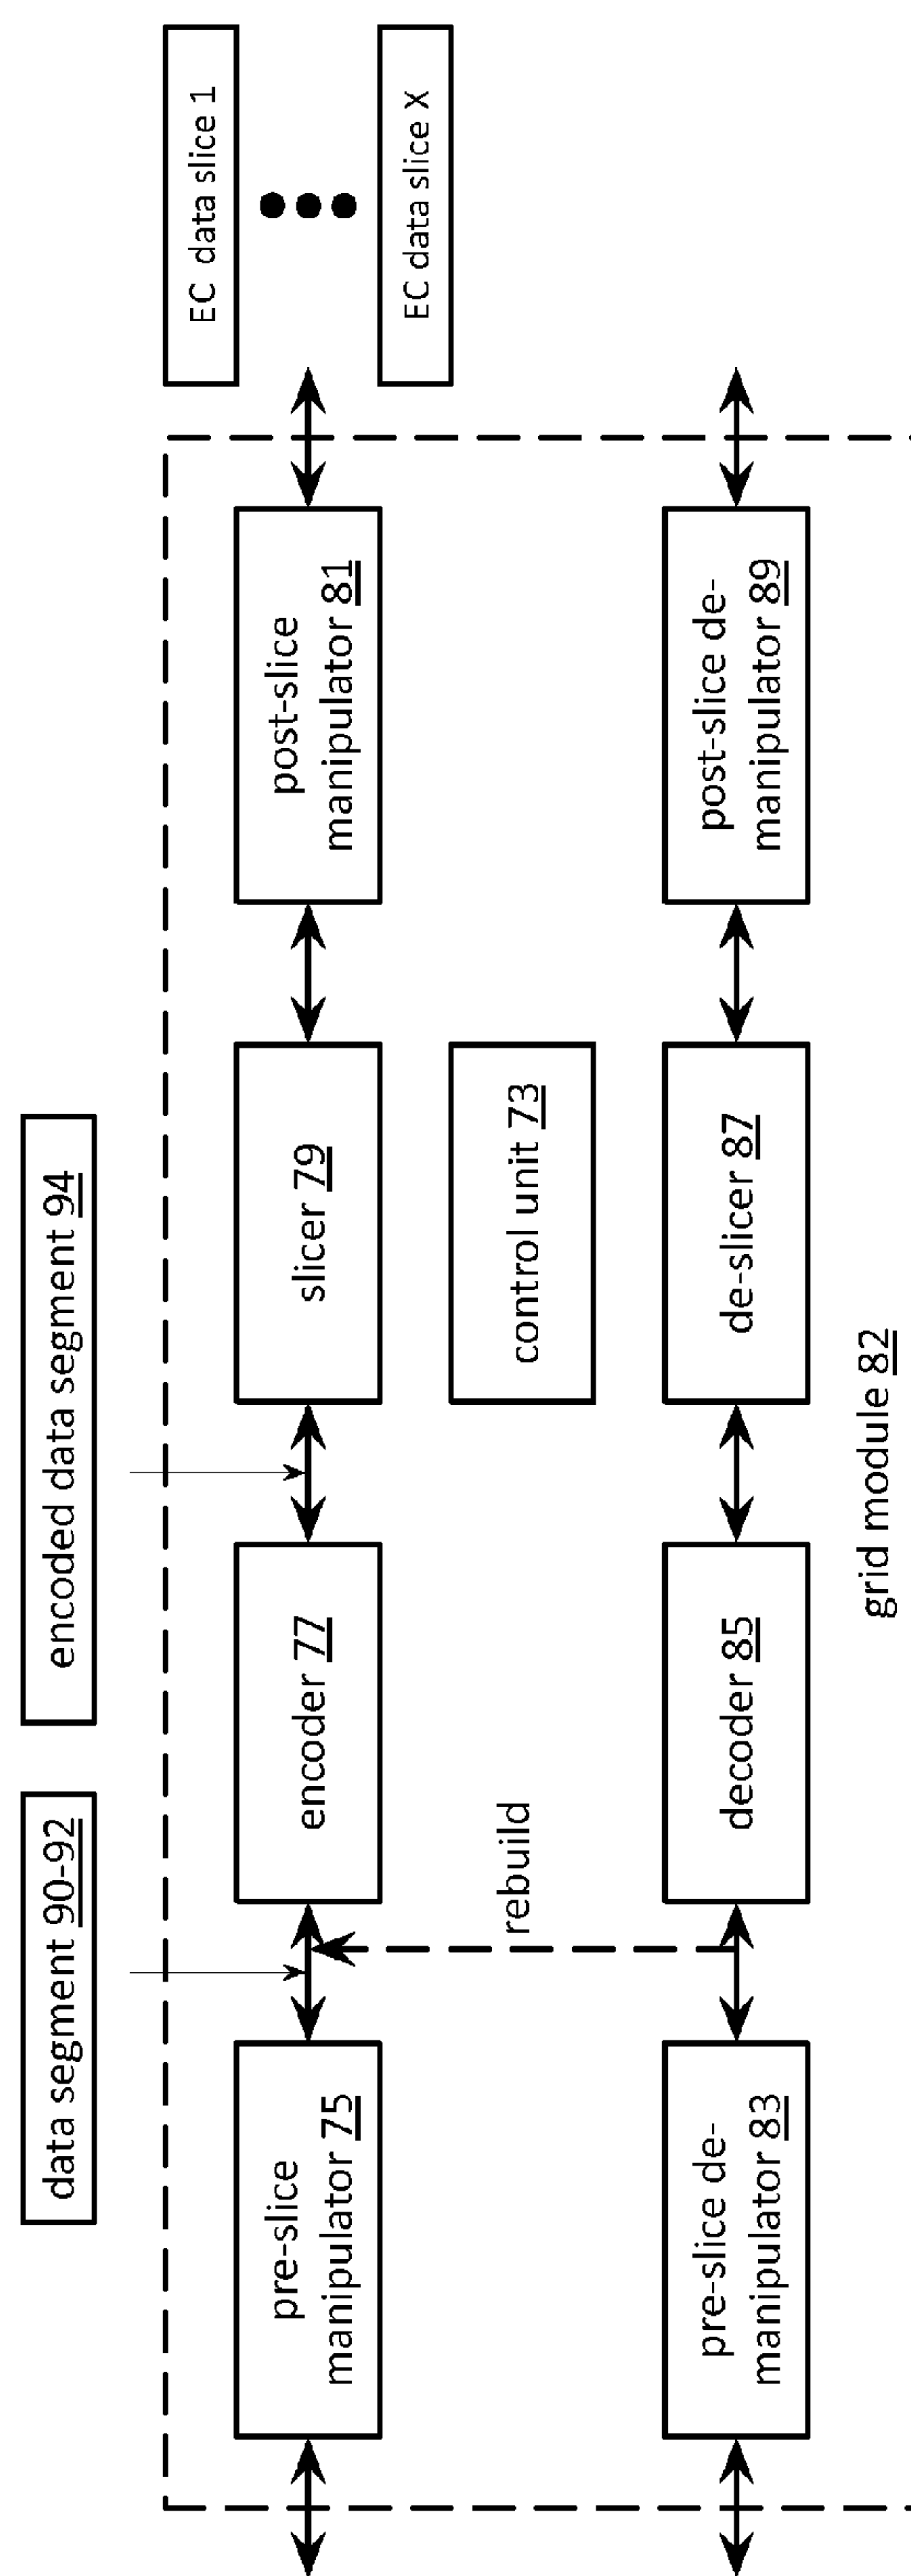 data segment 90-92
encoded data segment 94
EC data slice 1
EC data slice X
pre-slice
manipulator 75
encoder 77
slicer 79
post-slice
manipulator 81
rebuild
control unit 73
pre-slice de-
manipulator 83
decoder 85
de-slicer 87
post-slice de-
manipulator 89
grid module 82